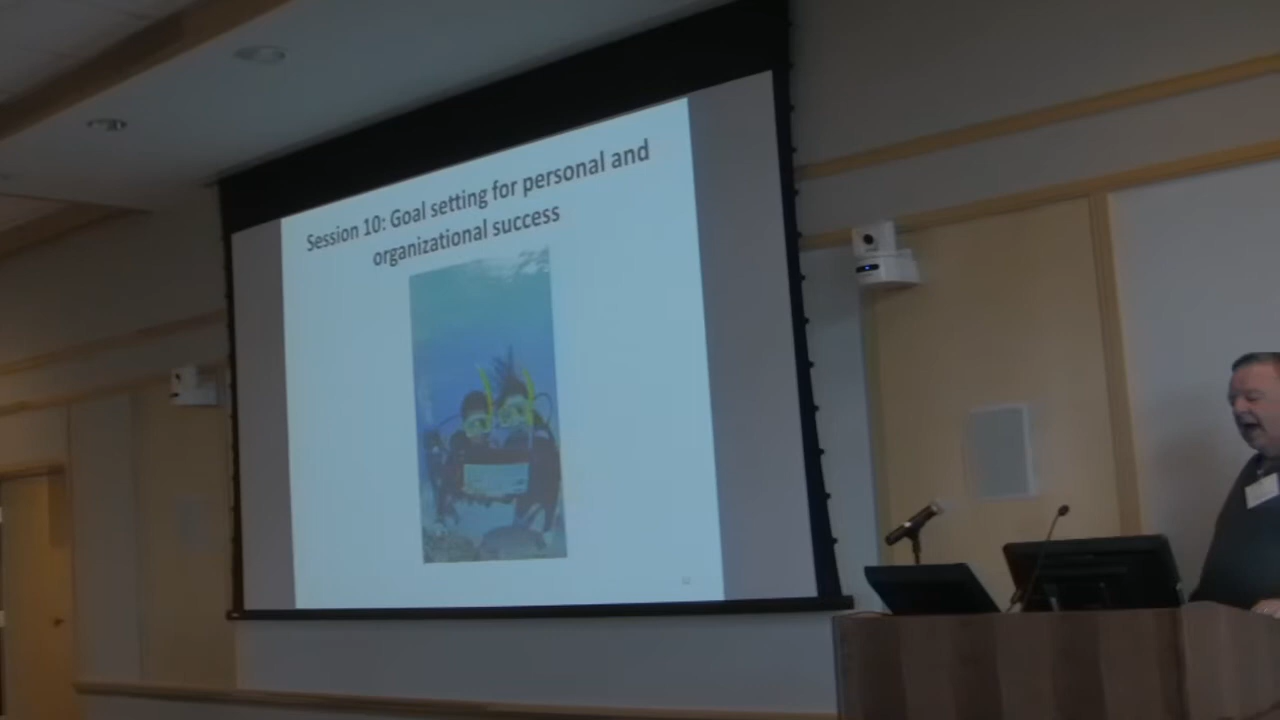 Session 10: Goal setting for personal and
organizational success